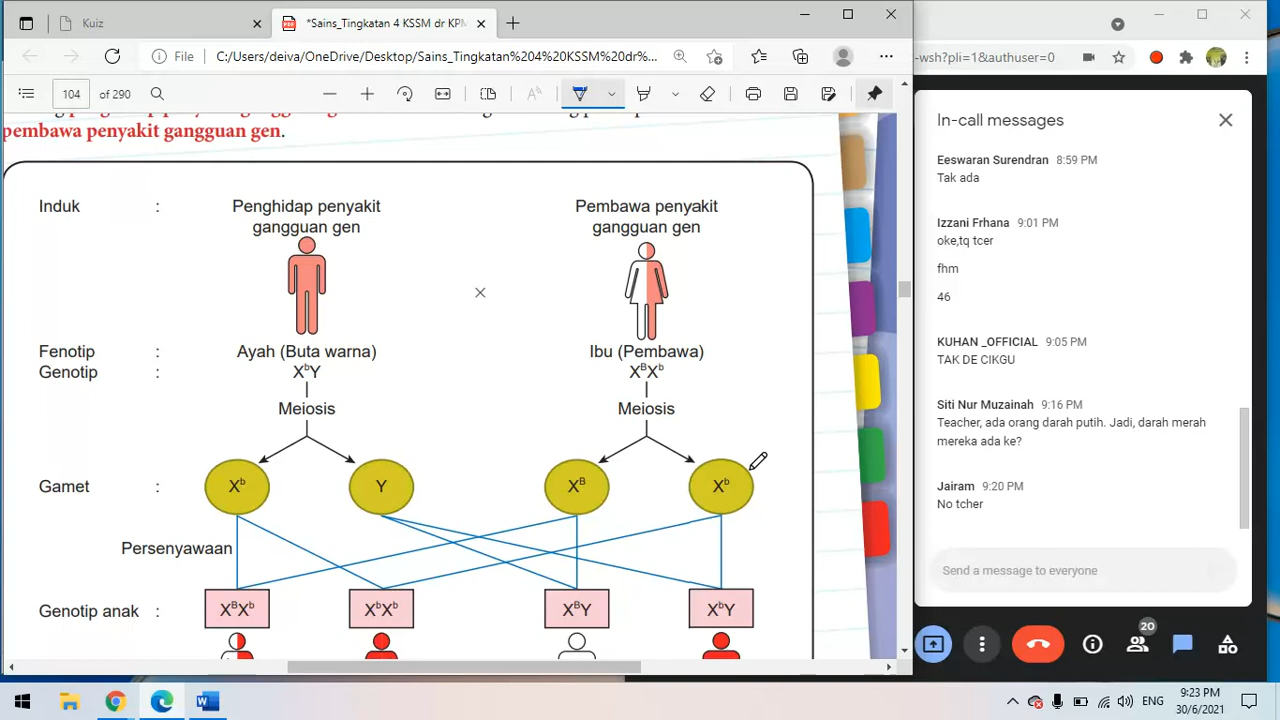 Kuiz
*Sains_Tingkatan 4 KSSM dr KPM
File
C:/Users/deiva/OneDrive/Desktop/Sains_Tingkatan%204%20KSSM%20dr%...
-wsh?pli=1&authuser=0
104 of 290
pembawa penyakit gangguan gen.
Induk :
Penghidap penyakit
gangguan gen
Pembawa penyakit
gangguan gen
×
Fenotip : Ayah (Buta warna) Ibu (Pembawa)
Genotip : XᵇY XᴮXᵇ
Meiosis Meiosis
Gamet : Xᵇ Y Xᴮ Xᵇ
Persenyawaan
Genotip anak : XᴮXᵇ XᵇXᵇ XᴮY XᵇY
In-call messages
Eeswaran Surendran 8:59 PM
Tak ada
Izzani Frhana 9:01 PM
oke,tq tcer
fhm
46
KUHAN _OFFICIAL 9:05 PM
TAK DE CIKGU
Siti Nur Muzainah 9:16 PM
Teacher, ada orang darah putih. Jadi, darah merah
mereka ada ke?
Jairam 9:20 PM
No tcher
Send a message to everyone
20
ENG
9:23 PM
30/6/2021